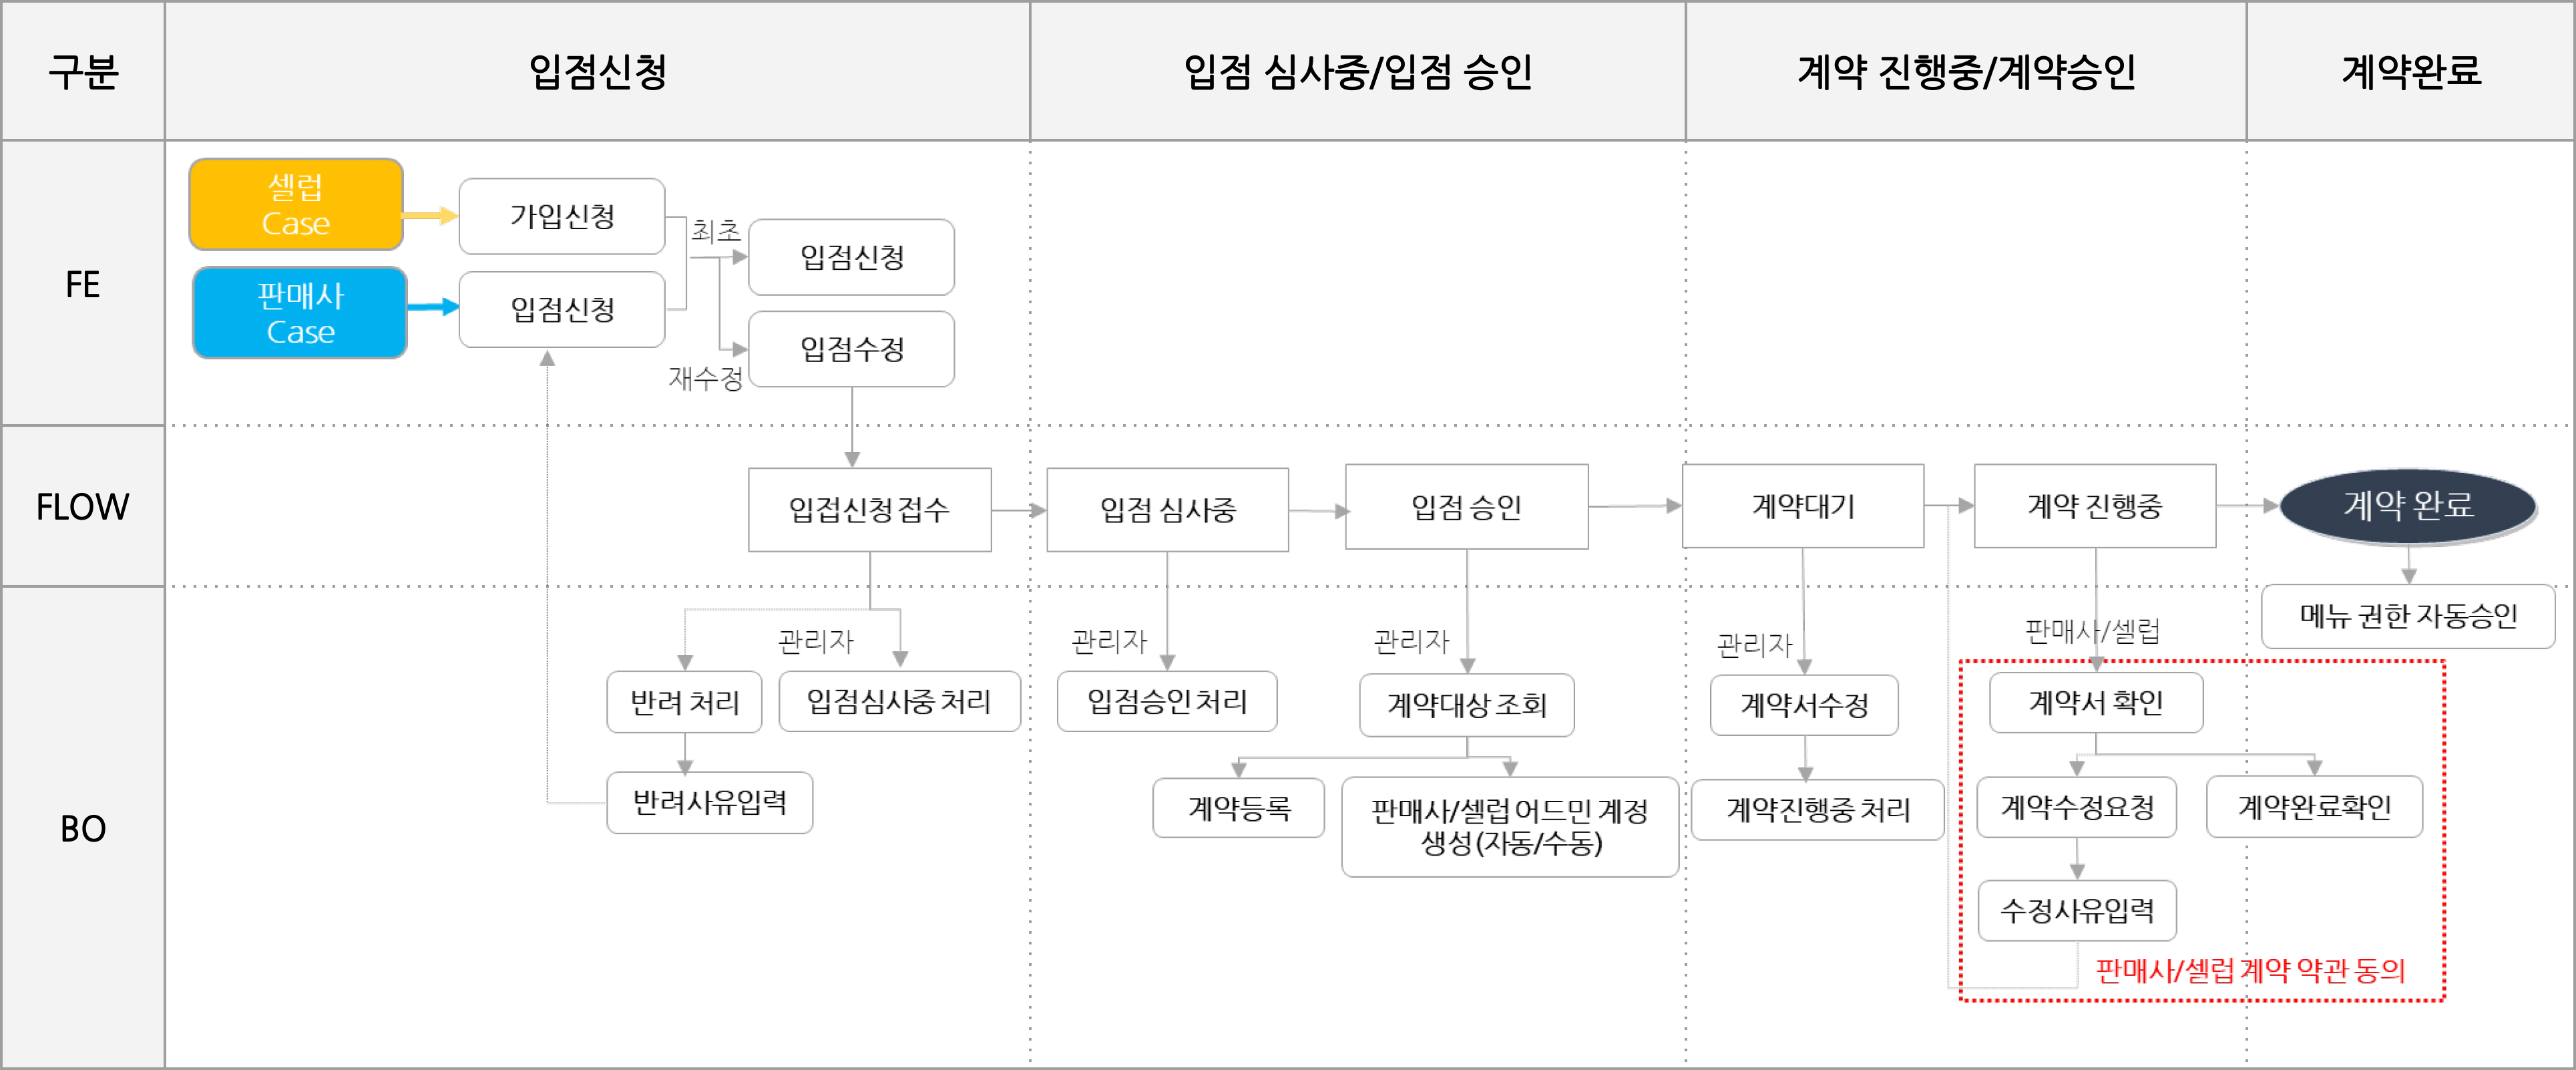 구분
입점신청
입점 심사중/입점 승인
계약 진행중/계약승인
계약완료
FE
셀럽
Case
가입신청
최초
입점신청
판매사
Case
입점신청
입점수정
재수정
FLOW
입접신청 접수
입점 심사중
입점 승인
계약대기
계약 진행중
계약 완료
BO
관리자
반려 처리
입점심사중 처리
반려사유입력
관리자
입점승인 처리
관리자
계약대상 조회
계약등록
판매사/셀럽 어드민 계정
생성 (자동/수동)
관리자
계약서수정
계약진행중 처리
판매사/셀럽
계약서 확인
계약수정요청
계약완료확인
수정사유입력
판매사/셀럽 계약 약관 동의
메뉴 권한 자동승인